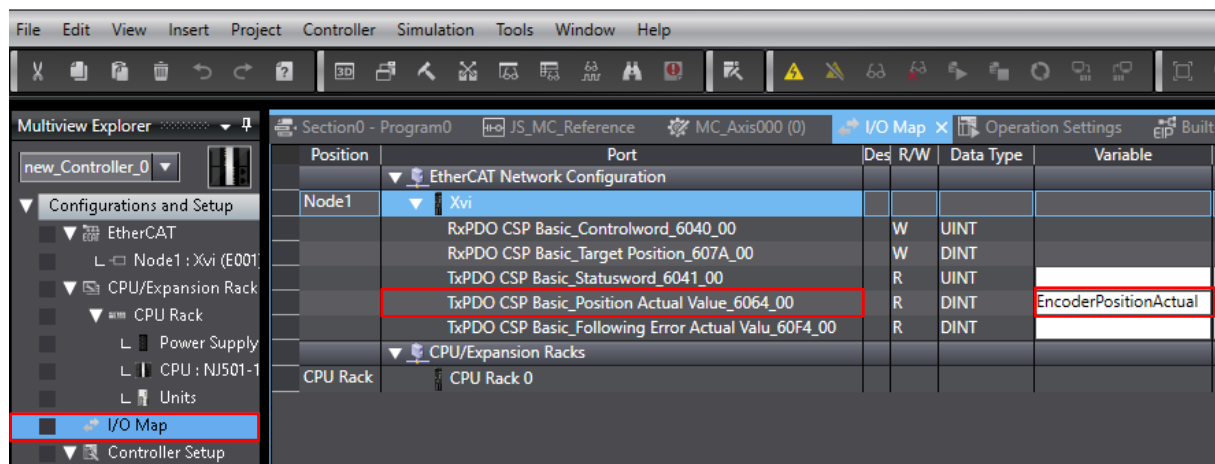 File Edit View Insert Project Controller Simulation Tools Window Help
3D
Multiview Explorer
new_Controller_0
Configurations and Setup
EtherCAT
Node1 : Xvi (E001
CPU/Expansion Rack
CPU Rack
Power Supply
CPU : NJ501-1
Units
I/O Map
Controller Setup
Section0 - Program0 JS_MC_Reference MC_Axis000 (0) I/O Map Operation Settings EIP Built
Position Port Des R/W Data Type Variable
EtherCAT Network Configuration
Node1 Xvi
RxPDO CSP Basic_Controlword_6040_00 W UINT
RxPDO CSP Basic_Target Position_607A_00 W DINT
TxPDO CSP Basic_Statusword_6041_00 R UINT
TxPDO CSP Basic_Position Actual Value_6064_00 R DINT EncoderPositionActual
TxPDO CSP Basic_Following Error Actual Valu_60F4_00 R DINT
CPU/Expansion Racks
CPU Rack CPU Rack 0